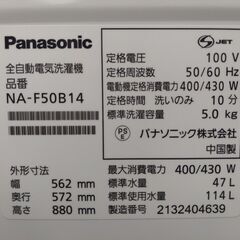 Panasonic
全自動電気洗濯機
品番
NA-F50B14
外形寸法
幅 562 mm
奥行 572 mm
高さ 880 mm
S JET
定格電圧 100 V
定格周波数 50/60 Hz
電動機定格消費電力 400/430 W
定格時間 洗いのみ 10 分
標準容量 5.0 kg
PS E
パナソニック株式会社
中国製
最大消費電力 400/430 W
標準水量 47 L
標準使用水量 114 L
製造番号 2132404639